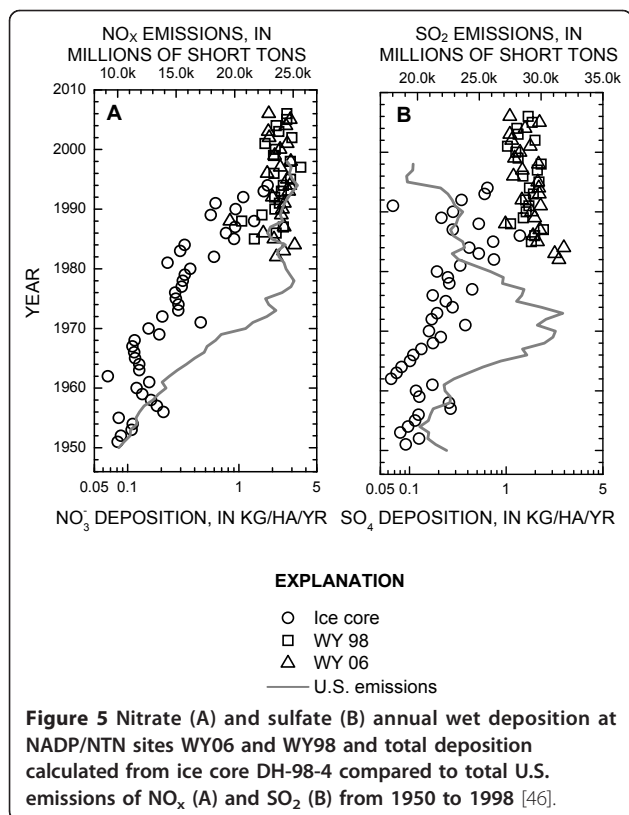 NOX EMISSIONS, IN
MILLIONS OF SHORT TONS
10.0k 15.0k 20.0k 25.0k
SO2 EMISSIONS, IN
MILLIONS OF SHORT TONS
20.0k 25.0k 30.0k 35.0k
2010
2000
1990
1980
1970
1960
1950
YEAR
A
B
0.05 0.1 1 5
0.05 0.1 1 5
NO3- DEPOSITION, IN KG/HA/YR
SO4 DEPOSITION, IN KG/HA/YR
EXPLANATION
Ice core
WY 98
WY 06
U.S. emissions
Figure 5 Nitrate (A) and sulfate (B) annual wet deposition at
NADP/NTN sites WY06 and WY98 and total deposition
calculated from ice core DH-98-4 compared to total U.S.
emissions of NOx (A) and SO2 (B) from 1950 to 1998 [46].